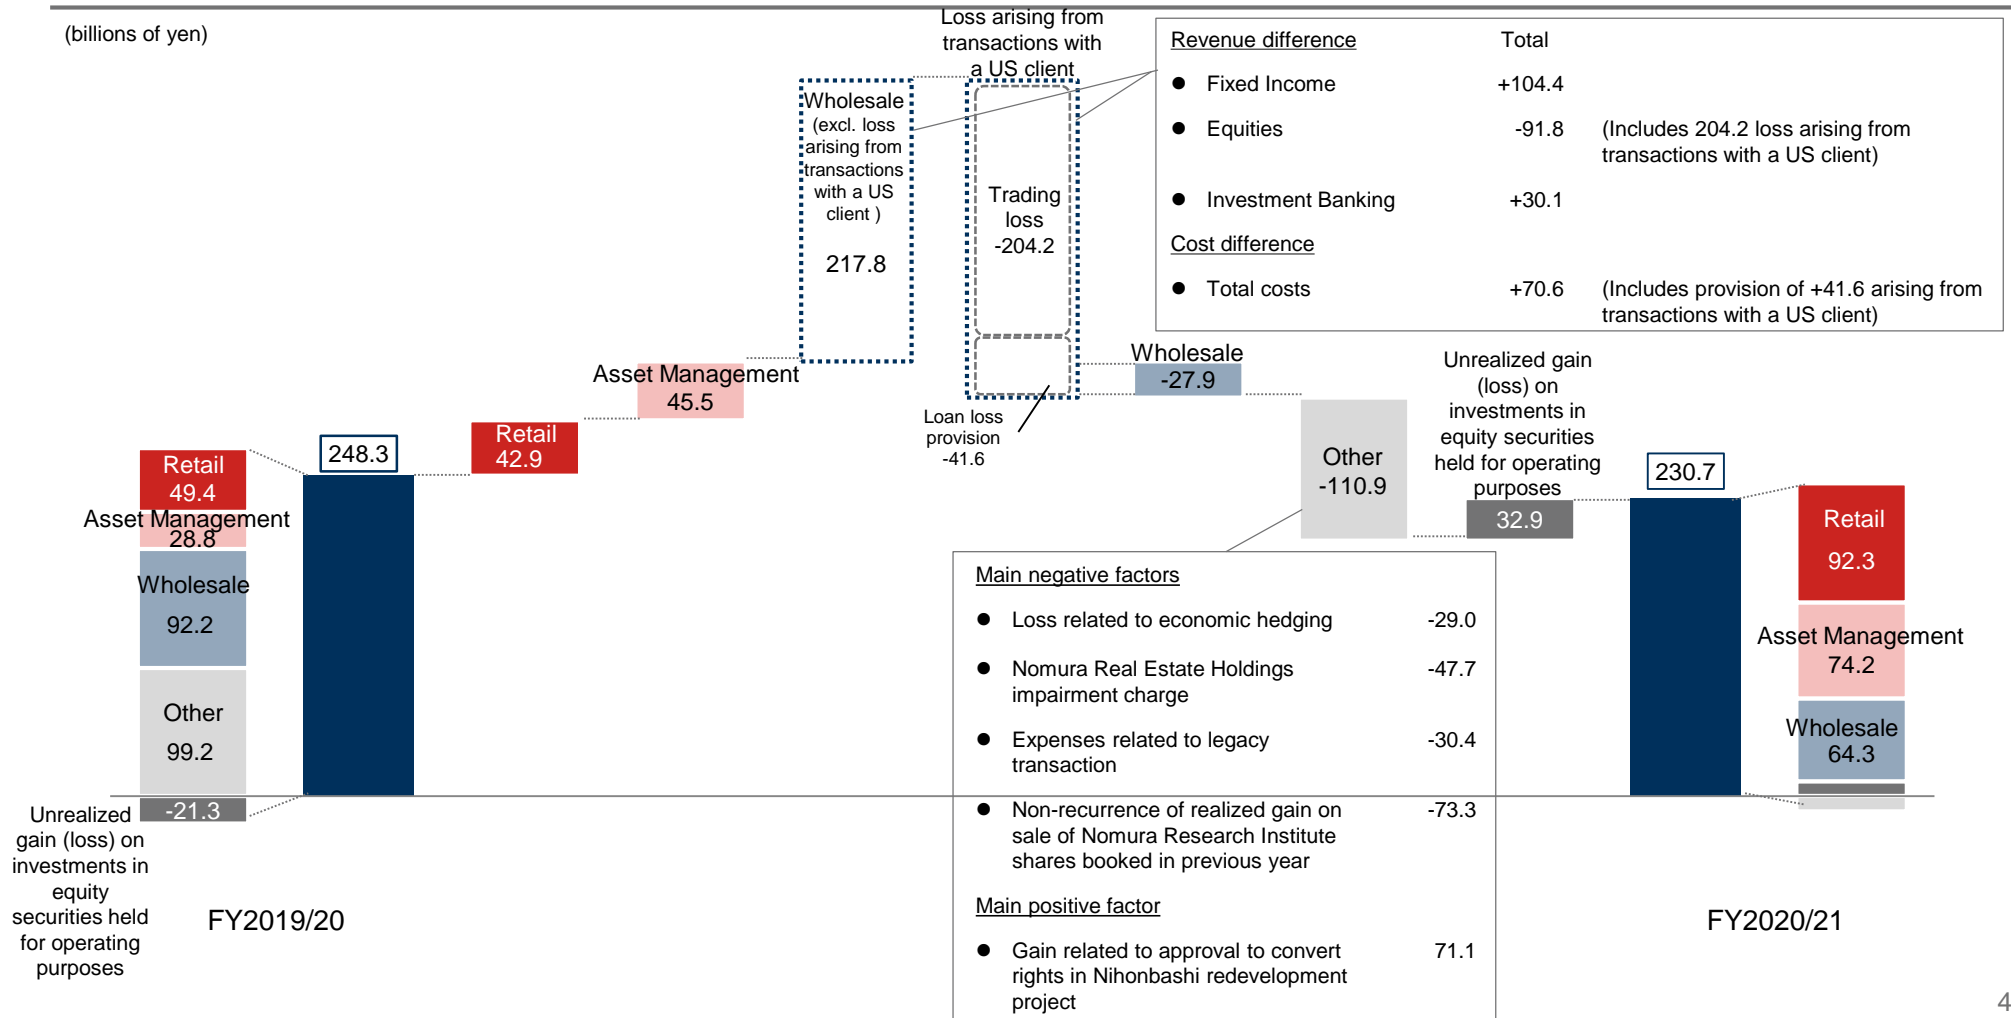 (billions of yen)
Loss arising from
transactions with
a US client
Wholesale
(excl. loss
arising from
transactions
with a US
client )
217.8
Trading
loss
-204.2
Loan loss
provision
-41.6
Revenue difference Total
● Fixed Income +104.4
● Equities -91.8 (Includes 204.2 loss arising from
transactions with a US client)
● Investment Banking +30.1
Cost difference
● Total costs +70.6 (Includes provision of +41.6 arising from
transactions with a US client)
Retail
49.4
Asset Management
28.8
Wholesale
92.2
Other
99.2
-21.3
Unrealized
gain (loss) on
investments in
equity
securities held
for operating
purposes
FY2019/20
248.3
Retail
42.9
Asset Management
45.5
Wholesale
-27.9
Other
-110.9
Unrealized gain
(loss) on
investments in
equity securities
held for operating
purposes
32.9
230.7
Main negative factors
● Loss related to economic hedging -29.0
● Nomura Real Estate Holdings -47.7
impairment charge
● Expenses related to legacy -30.4
transaction
● Non-recurrence of realized gain on -73.3
sale of Nomura Research Institute
shares booked in previous year
Main positive factor
● Gain related to approval to convert 71.1
rights in Nihonbashi redevelopment
project
Retail
92.3
Asset Management
74.2
Wholesale
64.3
FY2020/21
4